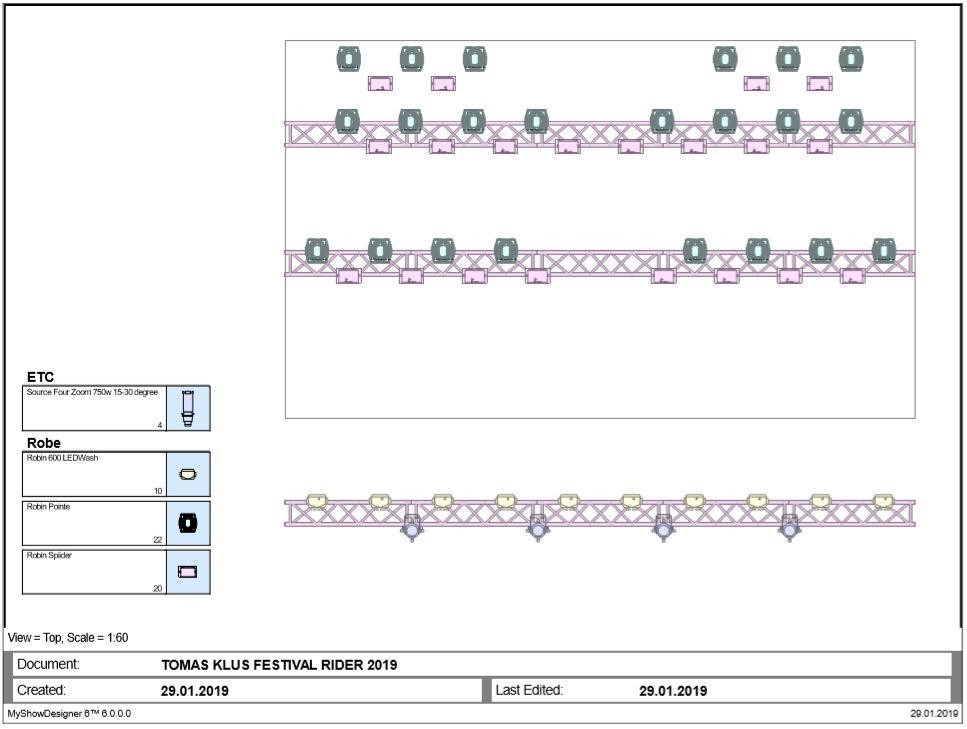 ETC
Source Four Zoom 750w 15-30 degree
4
Robe
Robin 600 LEDWash
10
Robin Pointe
22
Robin Spiider
20
View = Top, Scale = 1:60
Document: TOMAS KLUS FESTIVAL RIDER 2019
Created: 29.01.2019 Last Edited: 29.01.2019
MyShowDesigner 6™ 6.0.0.0 29.01.2019